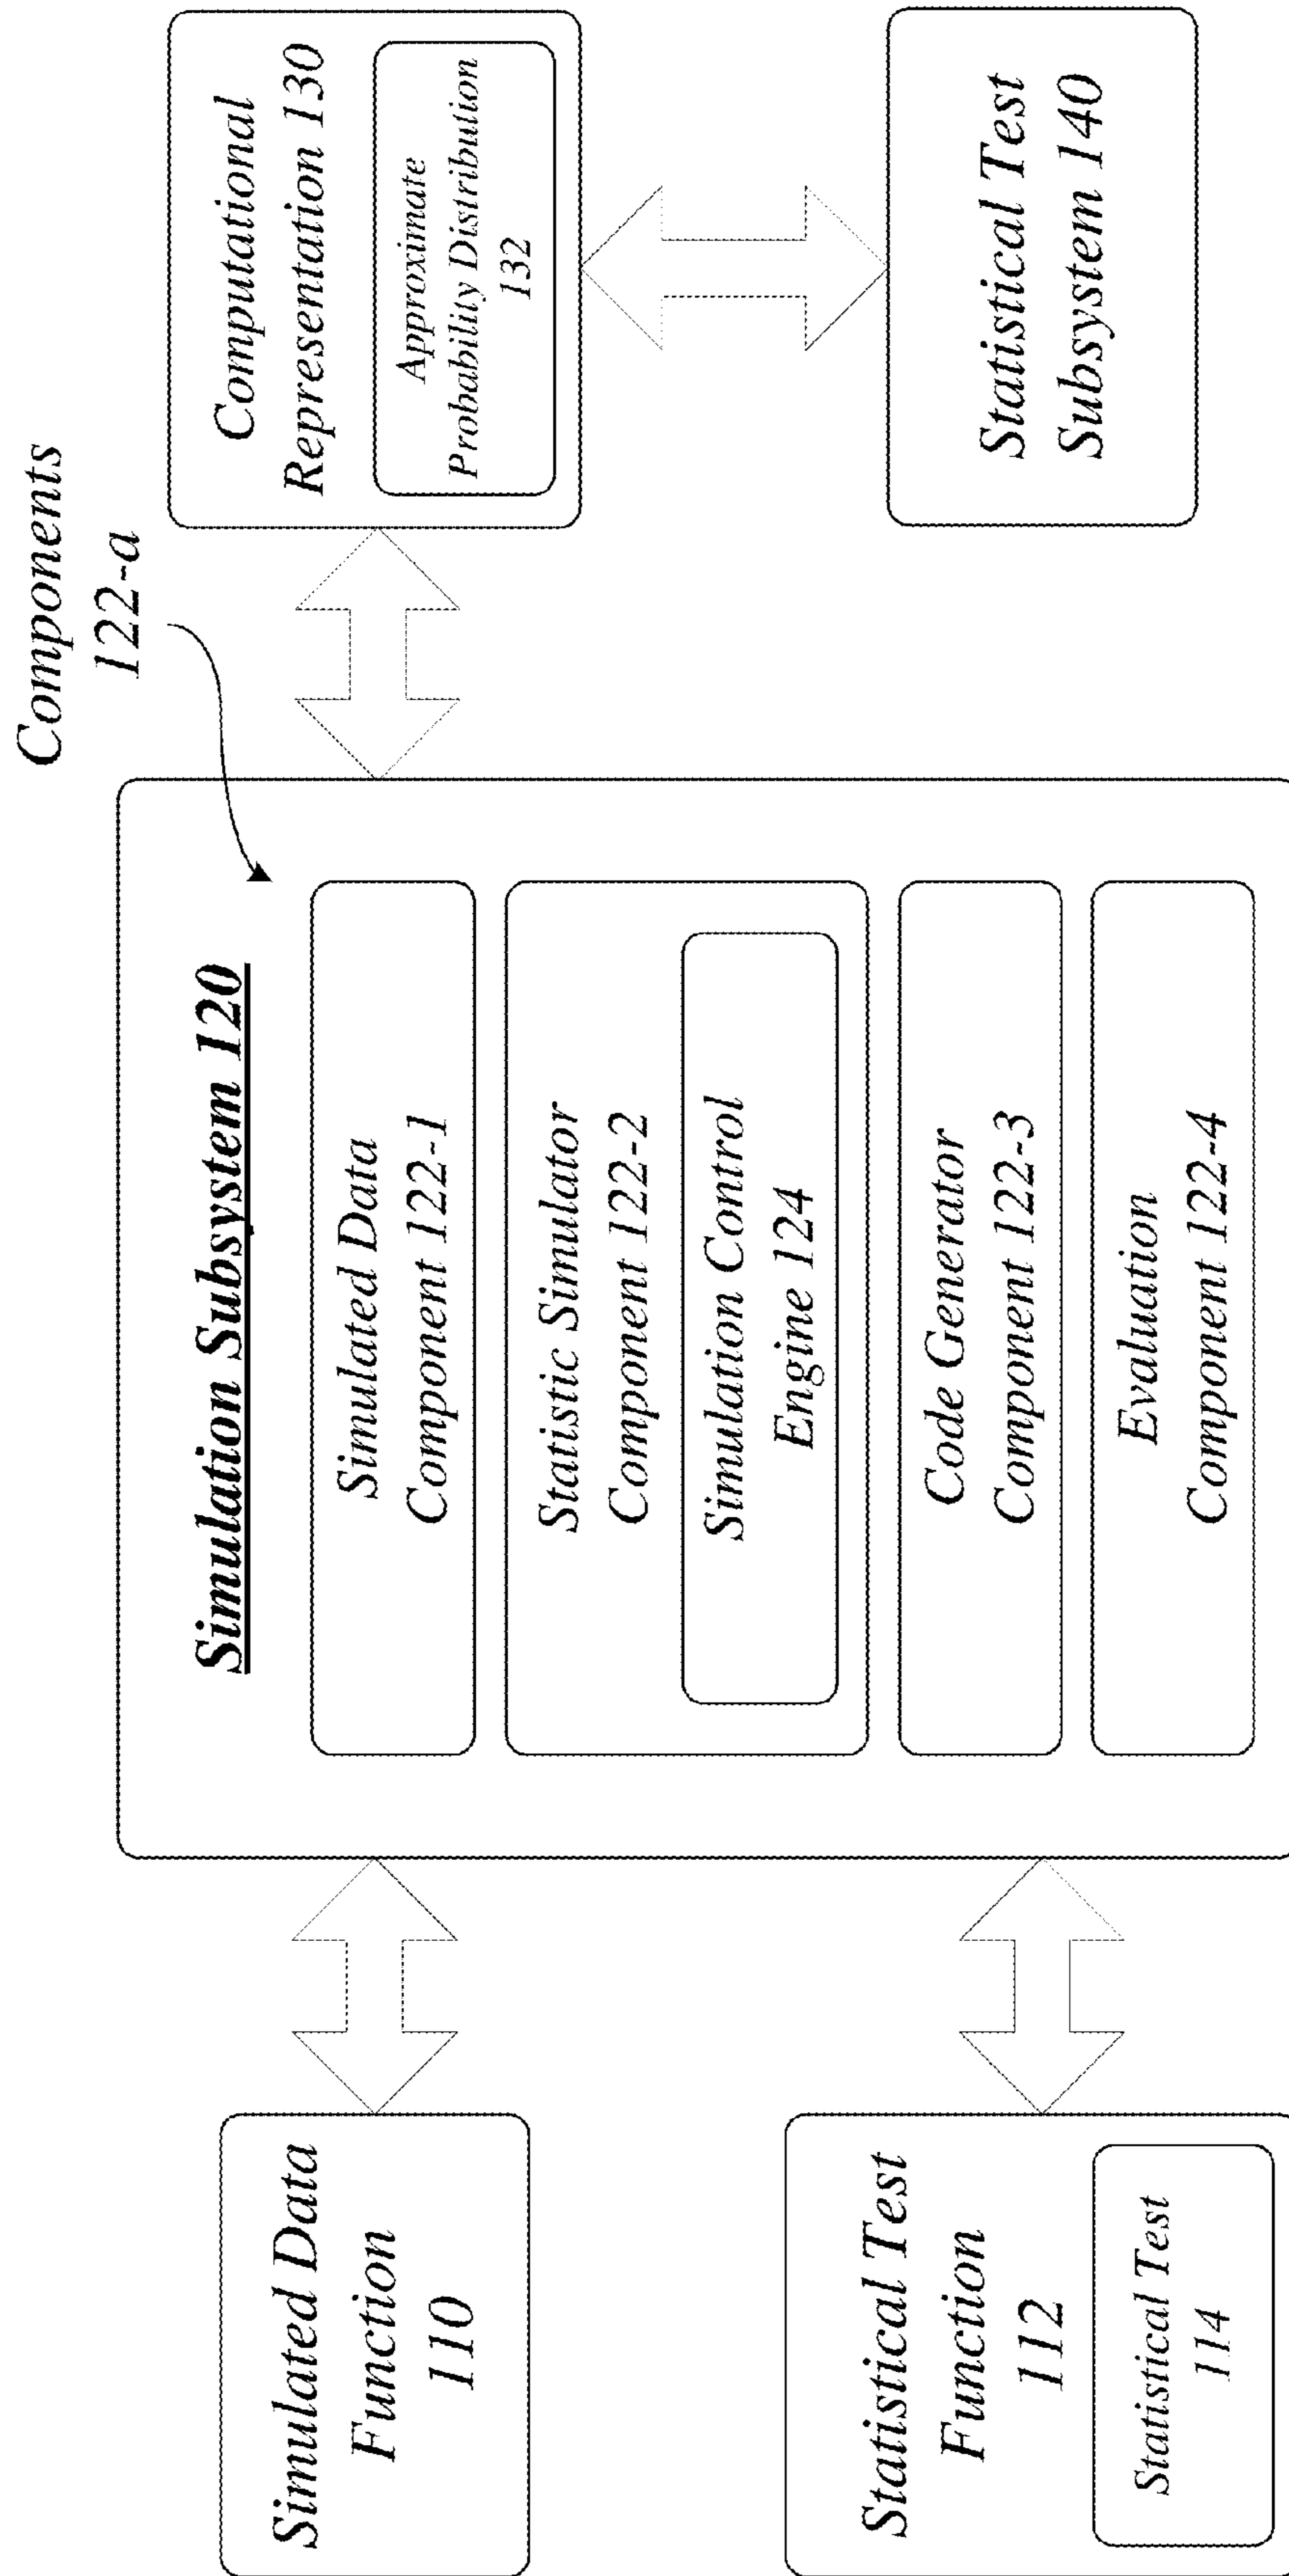 Simulated Data
Function
110
Statistical Test
Function
112
Statistical Test
114
Components
122-a
Simulation Subsystem 120
Simulated Data
Component 122-1
Statistic Simulator
Component 122-2
Simulation Control
Engine 124
Code Generator
Component 122-3
Evaluation
Component 122-4
Computational
Representation 130
Approximate
Probability Distribution
132
Statistical Test
Subsystem 140